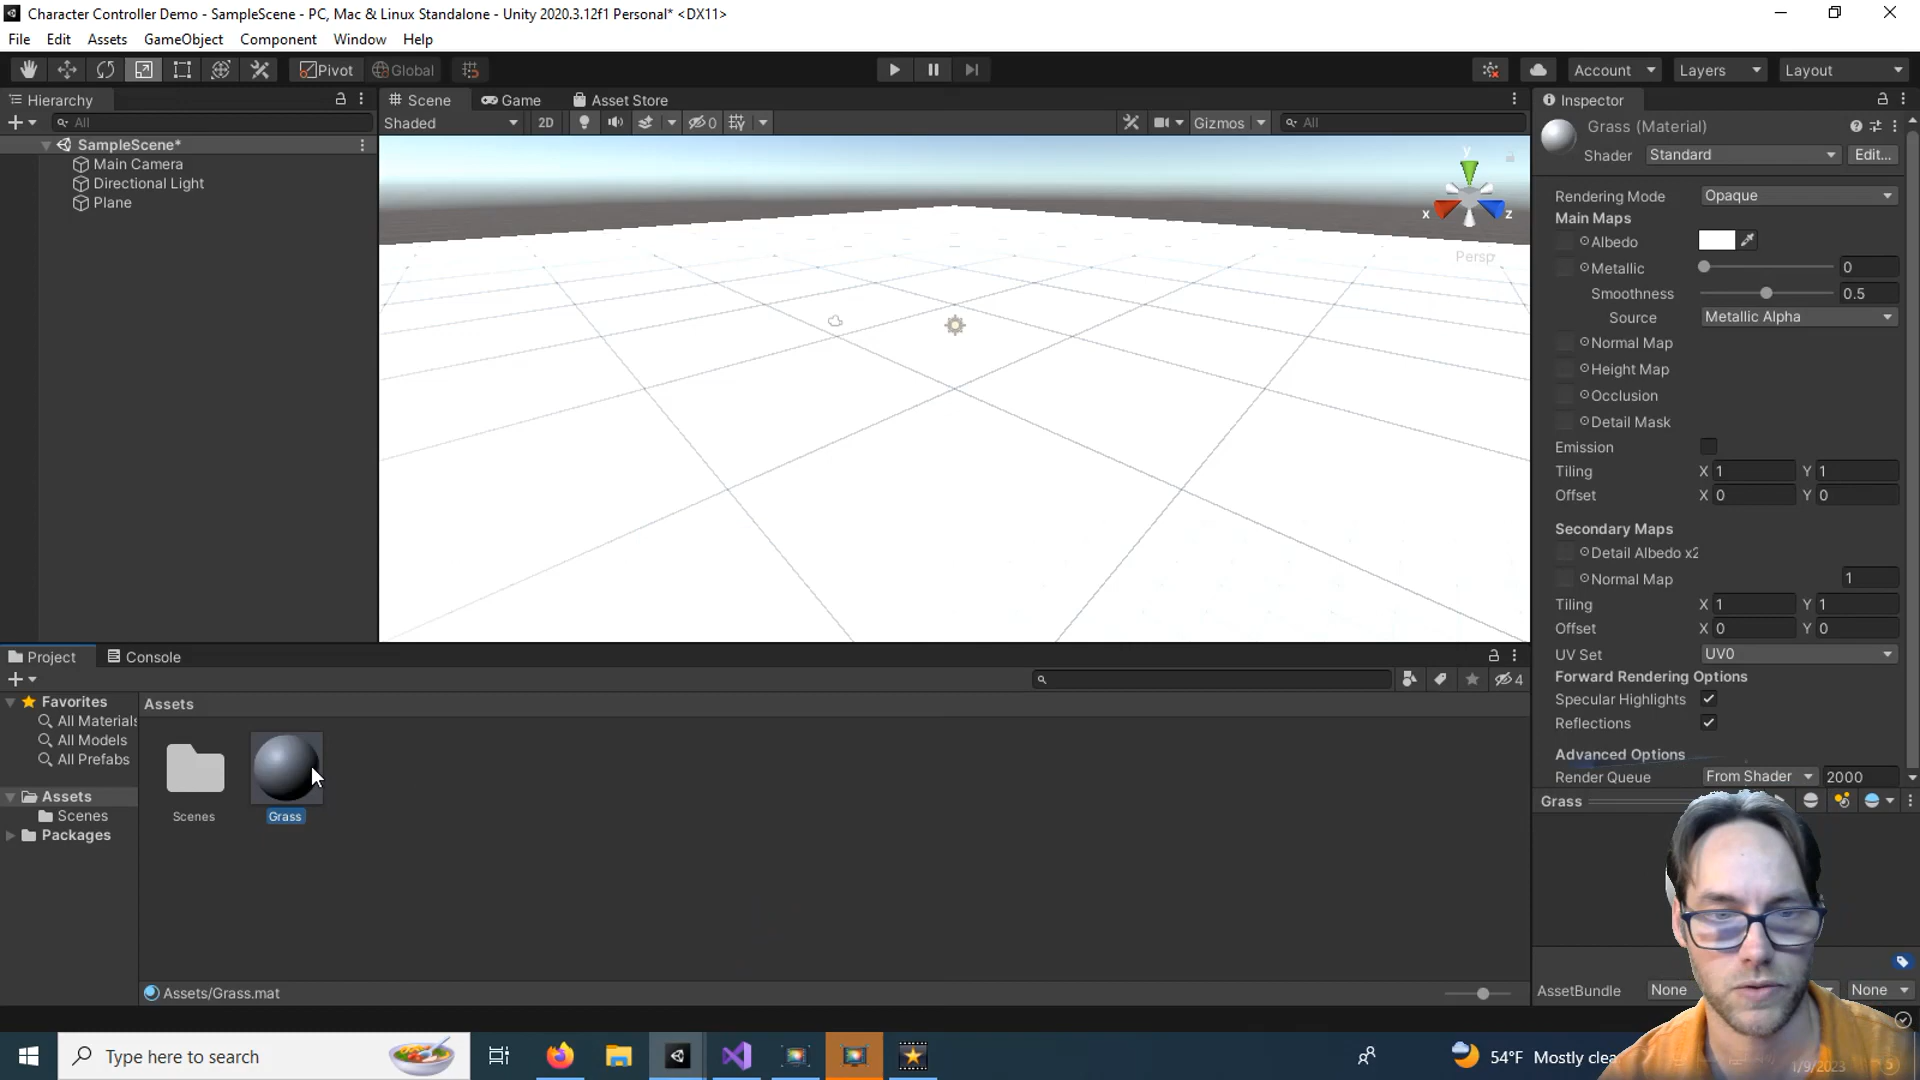 Character Controller Demo - SampleScene - PC, Mac & Linux Standalone - Unity 2020.3.12f1 Personal* <DX11>
File Edit Assets GameObject Component Window Help
Pivot Global Account Layers Layout
Hierarchy
All
SampleScene*
Main Camera
Directional Light
Plane
Scene Game Asset Store
Shaded 2D 0 Gizmos All
y
x z
Persp
Inspector
Grass (Material)
Shader Standard Edit...
Rendering Mode Opaque
Main Maps
Albedo
Metallic 0
Smoothness 0.5
Source Metallic Alpha
Normal Map
Height Map
Occlusion
Detail Mask
Emission
Tiling X 1 Y 1
Offset X 0 Y 0
Secondary Maps
Detail Albedo x2
Normal Map 1
Tiling X 1 Y 1
Offset X 0 Y 0
UV Set UV0
Forward Rendering Options
Specular Highlights
Reflections
Advanced Options
Render Queue From Shader 2000
Grass
AssetBundle None None
Project Console
4
Favorites
All Materials
All Models
All Prefabs
Assets
Scenes
Packages
Assets
Scenes
Grass
Assets/Grass.mat
Type here to search
54°F Mostly clea
1/9/2023
5